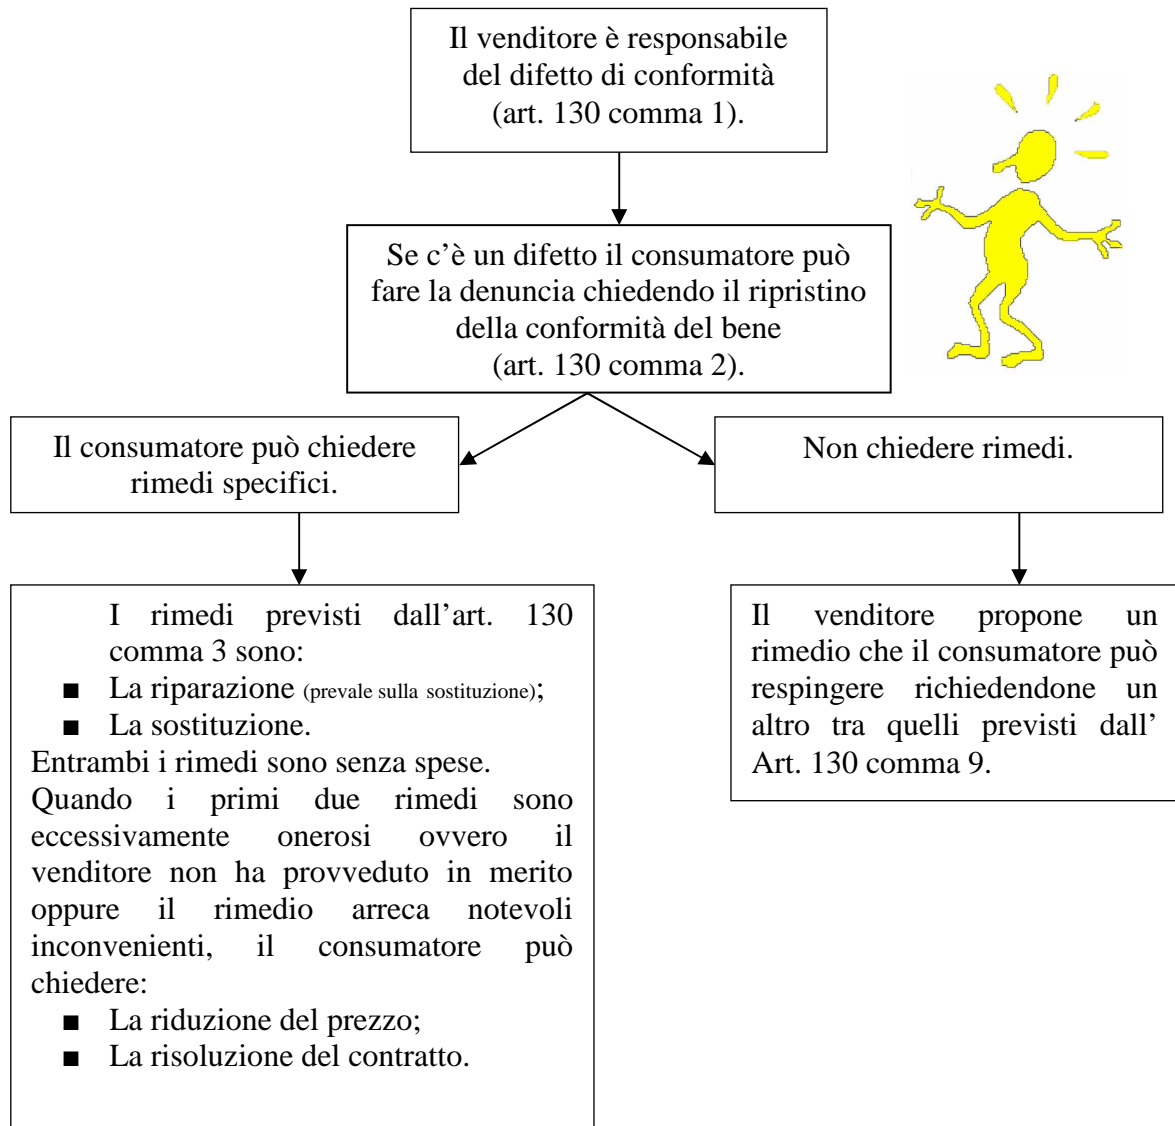 Il venditore è responsabile
del difetto di conformità
(art. 130 comma 1).
Se c’è un difetto il consumatore può
fare la denuncia chiedendo il ripristino
della conformità del bene
(art. 130 comma 2).
Il consumatore può chiedere
rimedi specifici.
Non chiedere rimedi.
I rimedi previsti dall’art. 130
comma 3 sono:
■ La riparazione (prevale sulla sostituzione);
■ La sostituzione.
Entrambi i rimedi sono senza spese.
Quando i primi due rimedi sono
eccessivamente onerosi ovvero il
venditore non ha provveduto in merito
oppure il rimedio arreca notevoli
inconvenienti, il consumatore può
chiedere:
■ La riduzione del prezzo;
■ La risoluzione del contratto.
Il venditore propone un
rimedio che il consumatore può
respingere richiedendone un
altro tra quelli previsti dall’
Art. 130 comma 9.